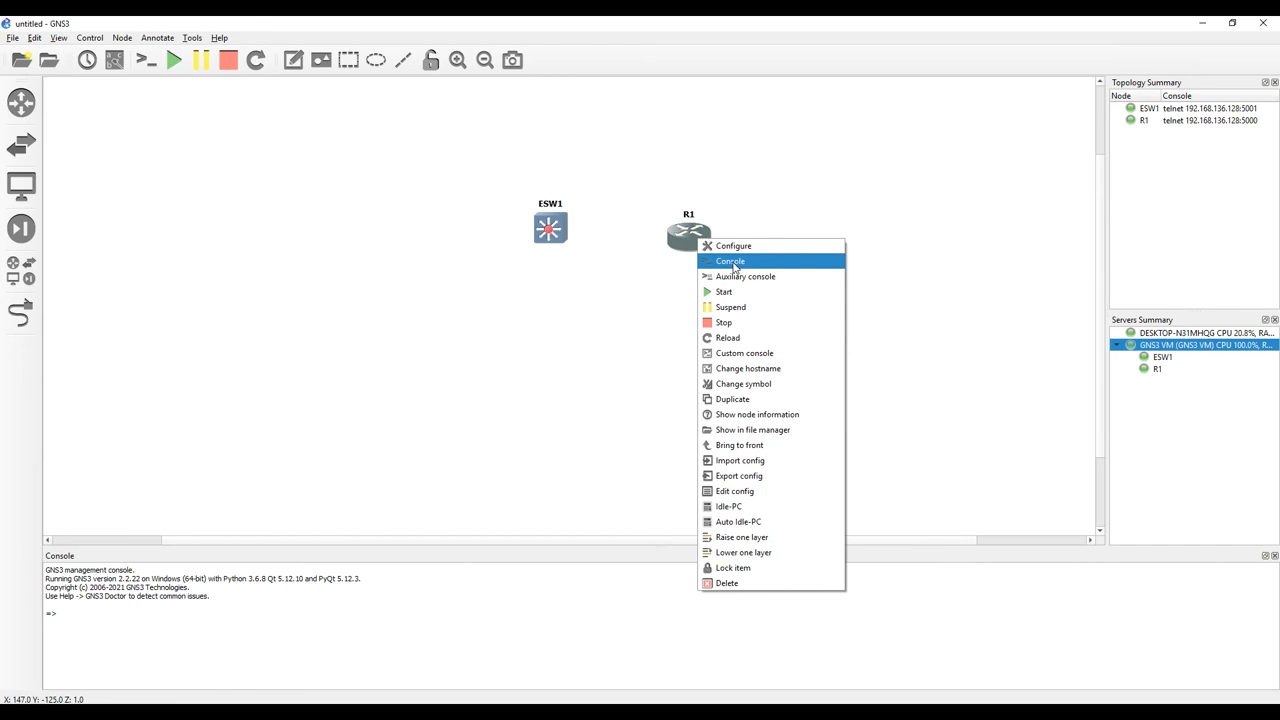 untitled - GNS3
File Edit View Control Node Annotate Tools Help
Topology Summary
Node Console
ESW1 telnet 192.168.136.128:5001
R1 telnet 192.168.136.128:5000
ESW1
R1
Configure
Console
Auxiliary console
Start
Suspend
Stop
Reload
Custom console
Change hostname
Change symbol
Duplicate
Show node information
Show in file manager
Bring to front
Import config
Export config
Edit config
Idle-PC
Auto Idle-PC
Raise one layer
Lower one layer
Lock item
Delete
Servers Summary
DESKTOP-N31MHQG CPU 20.8%, RA...
GNS3 VM (GNS3 VM) CPU 100.0%, R...
ESW1
R1
Console
GNS3 management console.
Running GNS3 version 2.2.22 on Windows (64-bit) with Python 3.6.8 Qt 5.12.10 and PyQt 5.12.3.
Copyright (c) 2006-2021 GNS3 Technologies.
Use Help -> GNS3 Doctor to detect common issues.
=>
X: 147.0 Y: -125.0 Z: 1.0